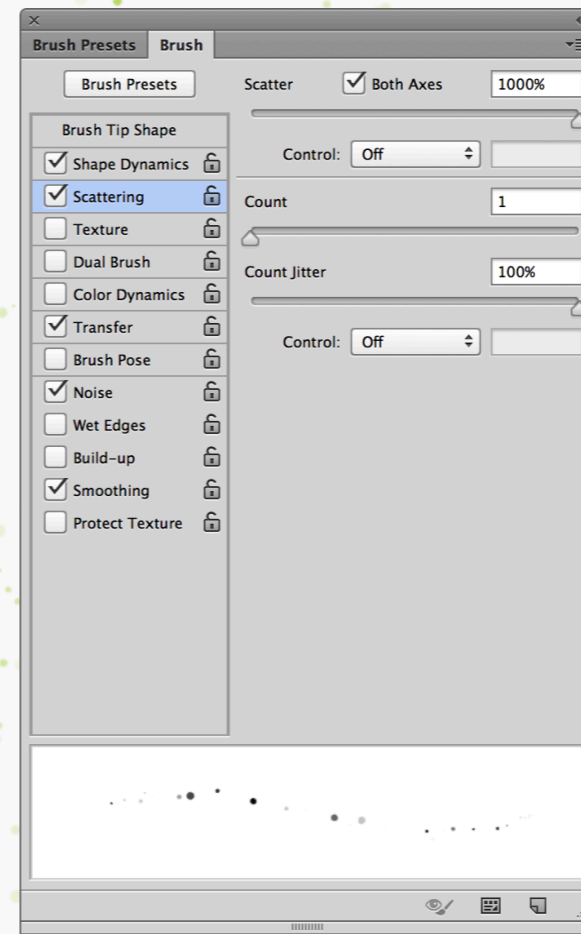 Brush Presets Brush
Brush Presets Scatter Both Axes 1000%
Brush Tip Shape
Control: Off
Shape Dynamics
Scattering Count 1
Texture
Dual Brush Count Jitter 100%
Color Dynamics
Transfer
Control: Off
Brush Pose
Noise
Wet Edges
Build-up
Smoothing
Protect Texture